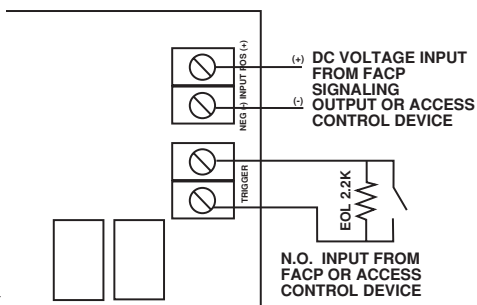 NEG (-) INPUT POS (+)
(+) DC VOLTAGE INPUT
FROM FACP
SIGNALING
(-) OUTPUT OR ACCESS
CONTROL DEVICE
TRIGGER
EOL 2.2K
N.O. INPUT FROM
FACP OR ACCESS
CONTROL DEVICE